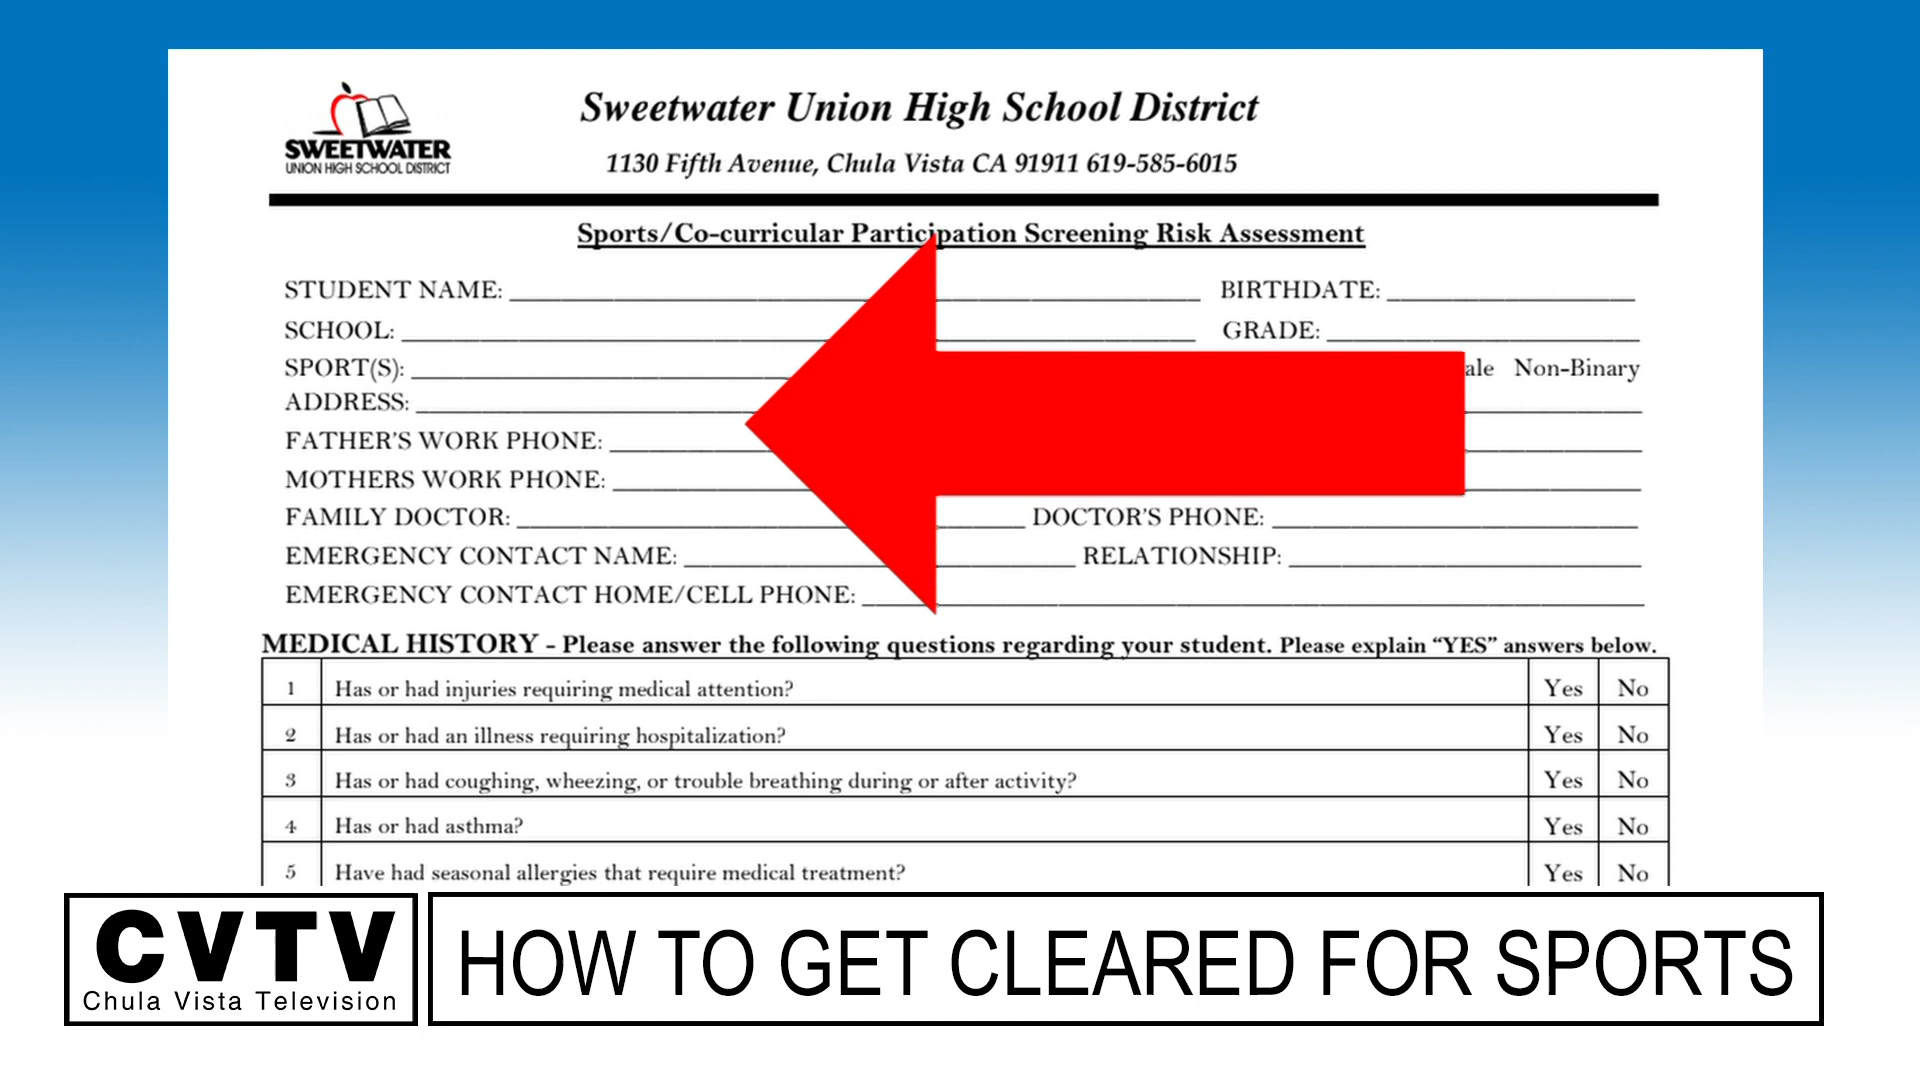 SWEETWATER
UNION HIGH SCHOOL DISTRICT
Sweetwater Union High School District
1130 Fifth Avenue, Chula Vista CA 91911 619-585-6015
Sports/Co-curricular Participation Screening Risk Assessment
STUDENT NAME: BIRTHDATE:
SCHOOL: GRADE:
SPORT(S): Non-Binary
ADDRESS:
FATHER'S WORK PHONE:
MOTHERS WORK PHONE:
FAMILY DOCTOR: DOCTOR'S PHONE:
EMERGENCY CONTACT NAME: RELATIONSHIP:
EMERGENCY CONTACT HOME/CELL PHONE:
MEDICAL HISTORY - Please answer the following questions regarding your student. Please explain “YES” answers below.
1 Has or had injuries requiring medical attention? Yes No
2 Has or had an illness requiring hospitalization? Yes No
3 Has or had coughing, wheezing, or trouble breathing during or after activity? Yes No
4 Has or had asthma? Yes No
5 Have had seasonal allergies that require medical treatment? Yes No
CVTV
Chula Vista Television
HOW TO GET CLEARED FOR SPORTS